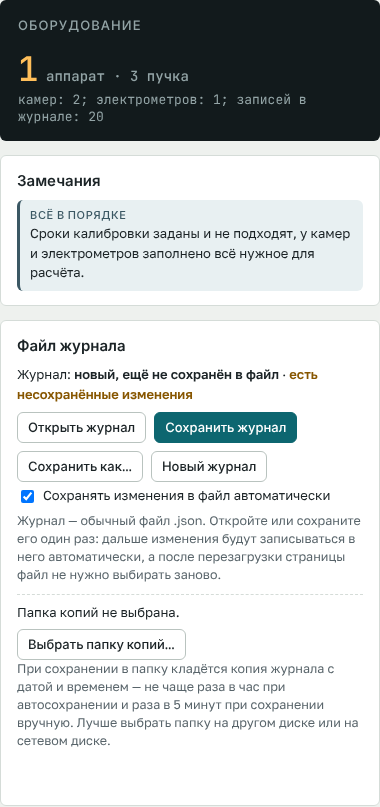 ОБОРУДОВАНИЕ
1 аппарат · 3 пучка
камер: 2; электрометров: 1; записей в
журнале: 20
Замечания
ВСЁ В ПОРЯДКЕ
Сроки калибровки заданы и не подходят, у камер
и электрометров заполнено всё нужное для
расчёта.
Файл журнала
Журнал: новый, ещё не сохранён в файл · есть
несохранённые изменения
Открыть журнал
Сохранить журнал
Сохранить как…
Новый журнал
Сохранять изменения в файл автоматически
Журнал — обычный файл .json. Откройте или сохраните
его один раз: дальше изменения будут записываться в
него автоматически, а после перезагрузки страницы
файл не нужно выбирать заново.
Папка копий не выбрана.
Выбрать папку копий…
При сохранении в папку кладётся копия журнала с
датой и временем — не чаще раза в час при
автосохранении и раза в 5 минут при сохранении
вручную. Лучше выбрать папку на другом диске или на
сетевом диске.